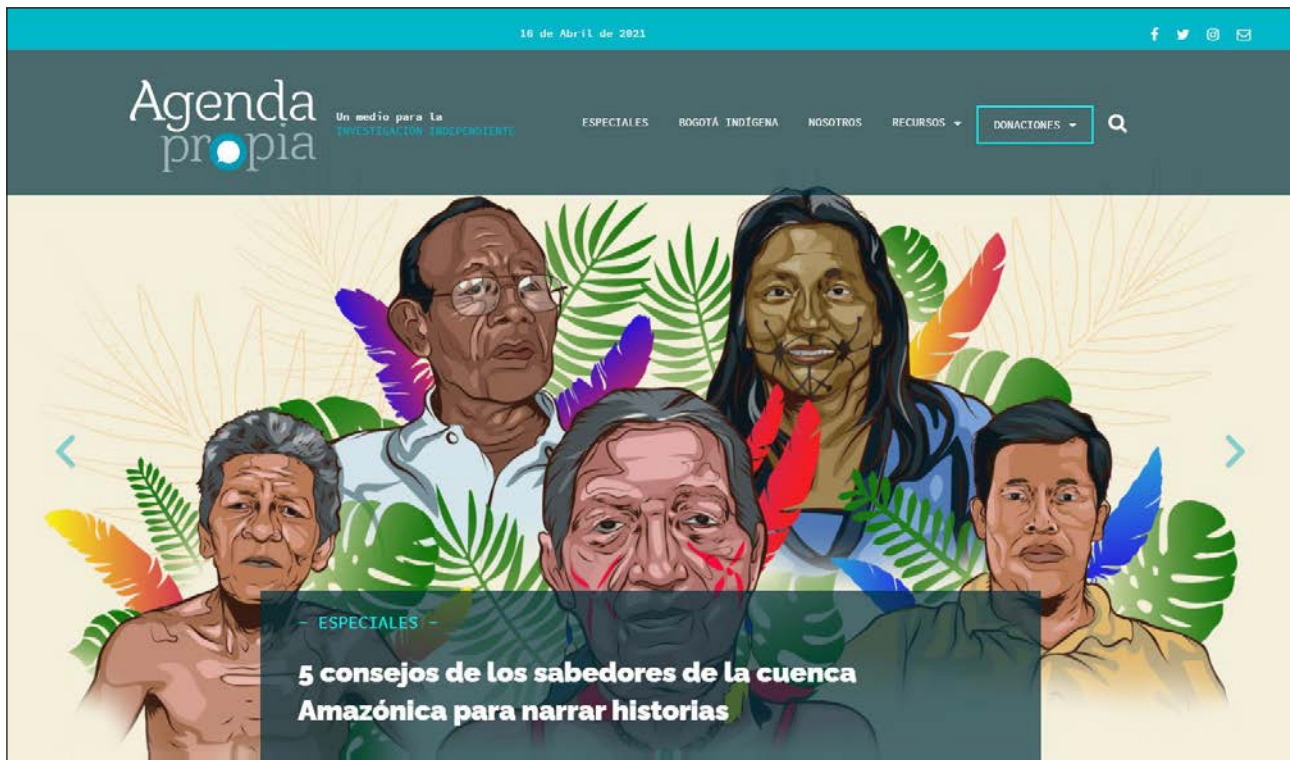 16 de Abril de 2021
Agenda
propia
Un medio para la
INVESTIGACIÓN INDEPENDIENTE
ESPECIALES BOGOTÁ INDÍGENA NOSOTROS RECURSOS DONACIONES
- ESPECIALES -
5 consejos de los sabedores de la cuenca
Amazónica para narrar historias